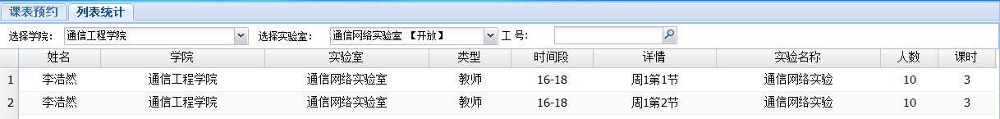 课表预约 列表统计
选择学院： 通信工程学院 选择实验室： 通信网络实验室 【开放】 工 号：
姓名 学院 实验室 类型 时间段 详情 实验名称 人数 课时
1 李浩然 通信工程学院 通信网络实验室 教师 16-18 周1第1节 通信网络实验 10 3
2 李浩然 通信工程学院 通信网络实验室 教师 16-18 周1第2节 通信网络实验 10 3